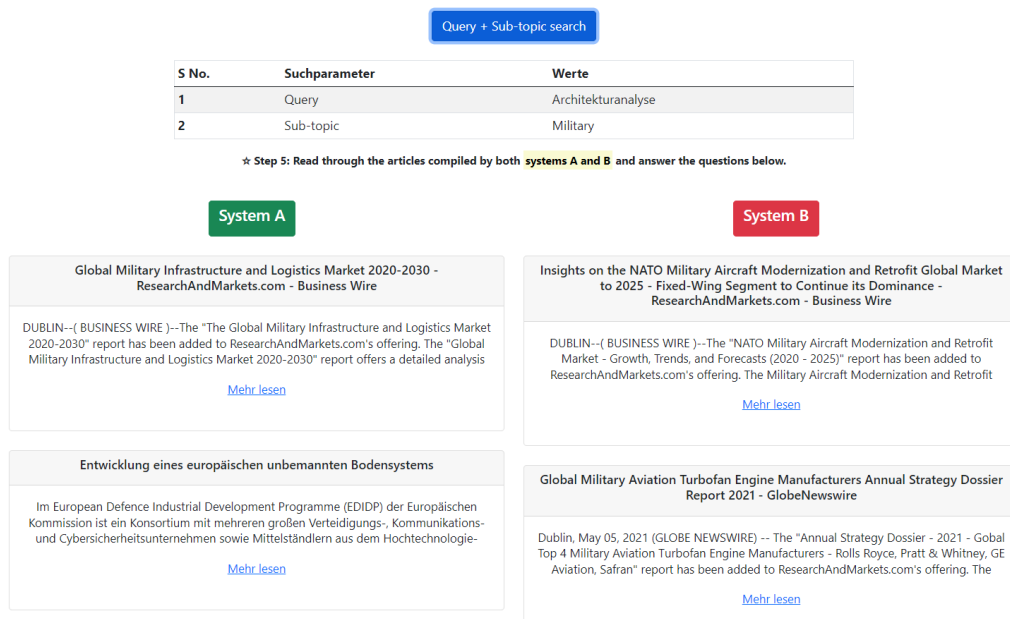 Query + Sub-topic search
S No. Suchparameter Werte
1 Query Architekturanalyse
2 Sub-topic Military
☆ Step 5: Read through the articles compiled by both systems A and B and answer the questions below.
System A
Global Military Infrastructure and Logistics Market 2020-2030 -
ResearchAndMarkets.com - Business Wire
DUBLIN--( BUSINESS WIRE )--The "The Global Military Infrastructure and Logistics Market
2020-2030" report has been added to ResearchAndMarkets.com's offering. The "Global
Military Infrastructure and Logistics Market 2020-2030" report offers a detailed analysis
Mehr lesen
Entwicklung eines europäischen unbemannten Bodensystems
Im European Defence Industrial Development Programme (EDIDP) der Europäischen
Kommission ist ein Konsortium mit mehreren großen Verteidigungs-, Kommunikations-
und Cybersicherheitsunternehmen sowie Mittelständlern aus dem Hochtechnologie-
Mehr lesen
System B
Insights on the NATO Military Aircraft Modernization and Retrofit Global Market
to 2025 - Fixed-Wing Segment to Continue its Dominance -
ResearchAndMarkets.com - Business Wire
DUBLIN--( BUSINESS WIRE )--The "NATO Military Aircraft Modernization and Retrofit
Market - Growth, Trends, and Forecasts (2020 - 2025)" report has been added to
ResearchAndMarkets.com's offering. The Military Aircraft Modernization and Retrofit
Mehr lesen
Global Military Aviation Turbofan Engine Manufacturers Annual Strategy Dossier
Report 2021 - GlobeNewswire
Dublin, May 05, 2021 (GLOBE NEWSWIRE) -- The "Annual Strategy Dossier - 2021 - Gobal
Top 4 Military Aviation Turbofan Engine Manufacturers - Rolls Royce, Pratt & Whitney, GE
Aviation, Safran" report has been added to ResearchAndMarkets.com's offering. The
Mehr lesen